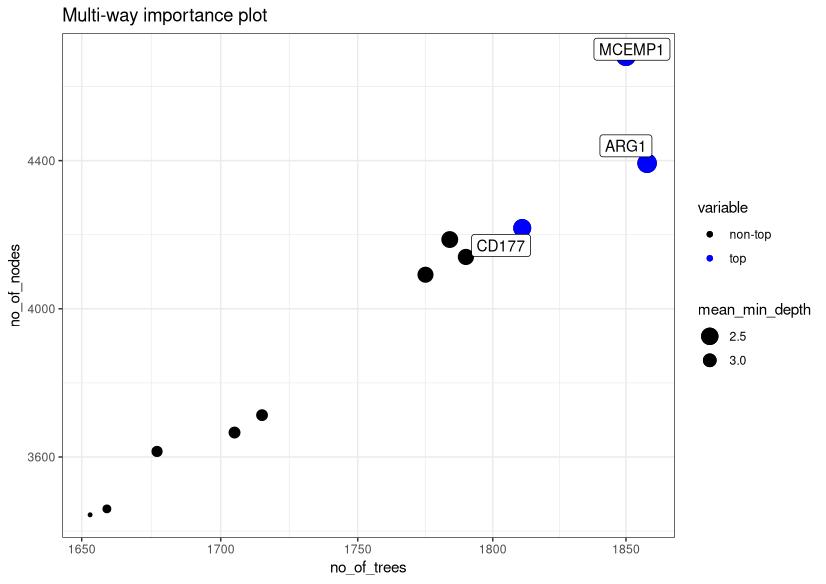 Multi-way importance plot
MCEMP1
ARG1
CD177
4400
4000
3600
no_of_nodes
1650
1700
1750
1800
1850
no_of_trees
variable
non-top
top
mean_min_depth
2.5
3.0